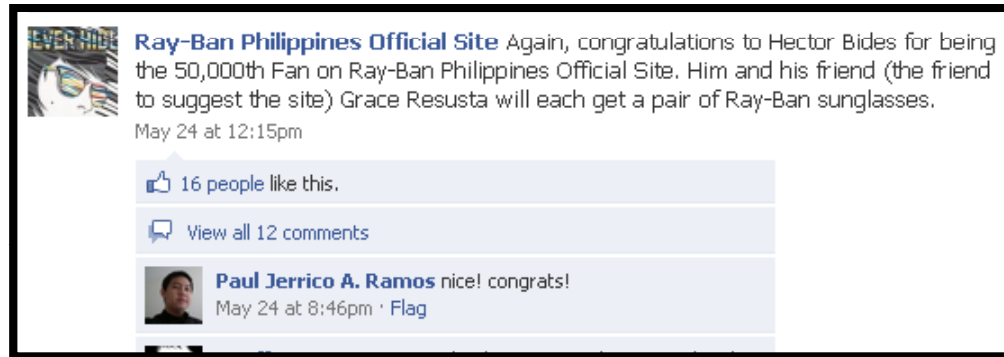 Ray-Ban Philippines Official Site Again, congratulations to Hector Bides for being
the 50,000th Fan on Ray-Ban Philippines Official Site. Him and his friend (the friend
to suggest the site) Grace Resusta will each get a pair of Ray-Ban sunglasses.
May 24 at 12:15pm
16 people like this.
View all 12 comments
Paul Jerrico A. Ramos nice! congrats!
May 24 at 8:46pm · Flag